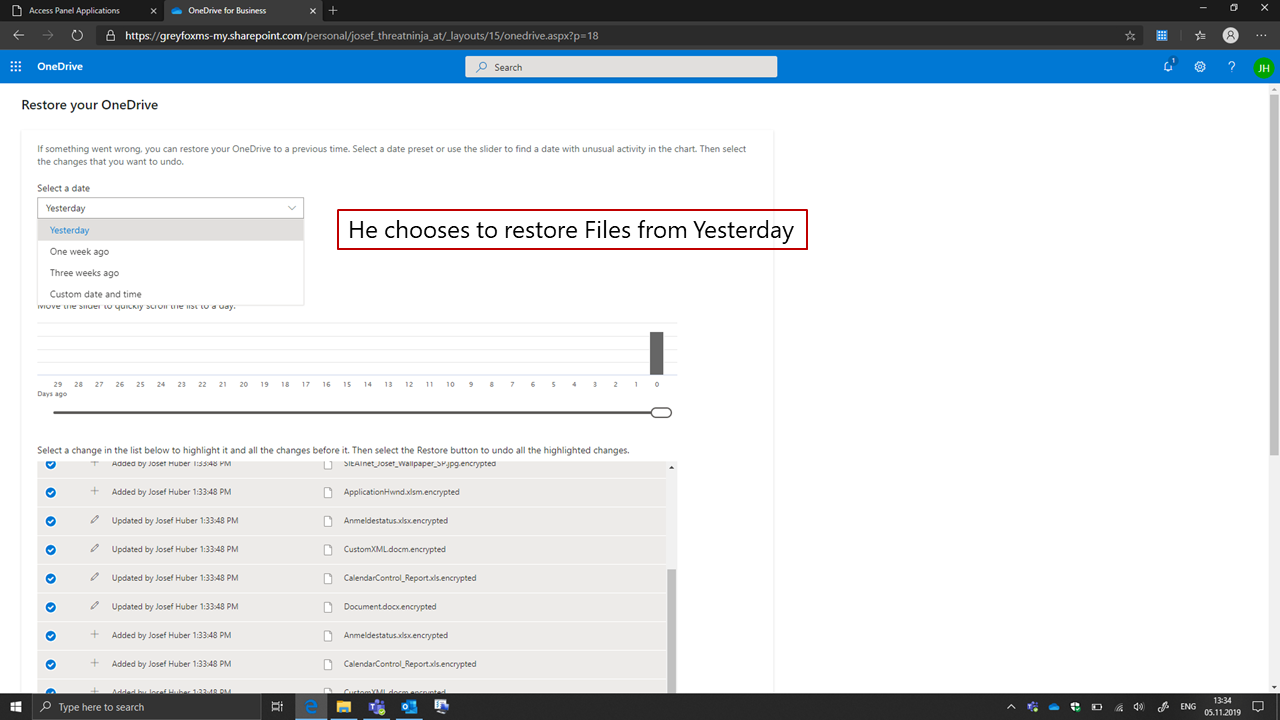 Access Panel Applications
OneDrive for Business
https://greyfoxms-my.sharepoint.com/personal/josef_threatninja_at/_layouts/15/onedrive.aspx?p=18
OneDrive
Search
1
?
JH
Restore your OneDrive
If something went wrong, you can restore your OneDrive to a previous time. Select a date preset or use the slider to find a date with unusual activity in the chart. Then select
the changes that you want to undo.
Select a date
Yesterday
He chooses to restore Files from Yesterday
Yesterday
One week ago
Three weeks ago
Custom date and time
Move the slider to quickly scroll the list to a day.
29 28 27 26 25 24 23 22 21 20 19 18 17 16 15 14 13 12 11 10 9 8 7 6 5 4 3 2 1 0
Days ago
Select a change in the list below to highlight it and all the changes before it. Then select the Restore button to undo all the highlighted changes.
Added by Josef Huber 1:33:48 PM SIEATnet_Josef_Wallpaper_SP.jpg.encrypted
Added by Josef Huber 1:33:48 PM ApplicationHwnd.xlsm.encrypted
Updated by Josef Huber 1:33:48 PM Anmeldestatus.xlsx.encrypted
Updated by Josef Huber 1:33:48 PM CustomXML.docm.encrypted
Updated by Josef Huber 1:33:48 PM CalendarControl_Report.xls.encrypted
Updated by Josef Huber 1:33:48 PM Document.docx.encrypted
Added by Josef Huber 1:33:48 PM Anmeldestatus.xlsx.encrypted
Added by Josef Huber 1:33:48 PM CalendarControl_Report.xls.encrypted
Added by Josef Huber 1:33:48 PM CustomXML.docm.encrypted
Type here to search
ENG
13:34
05.11.2019